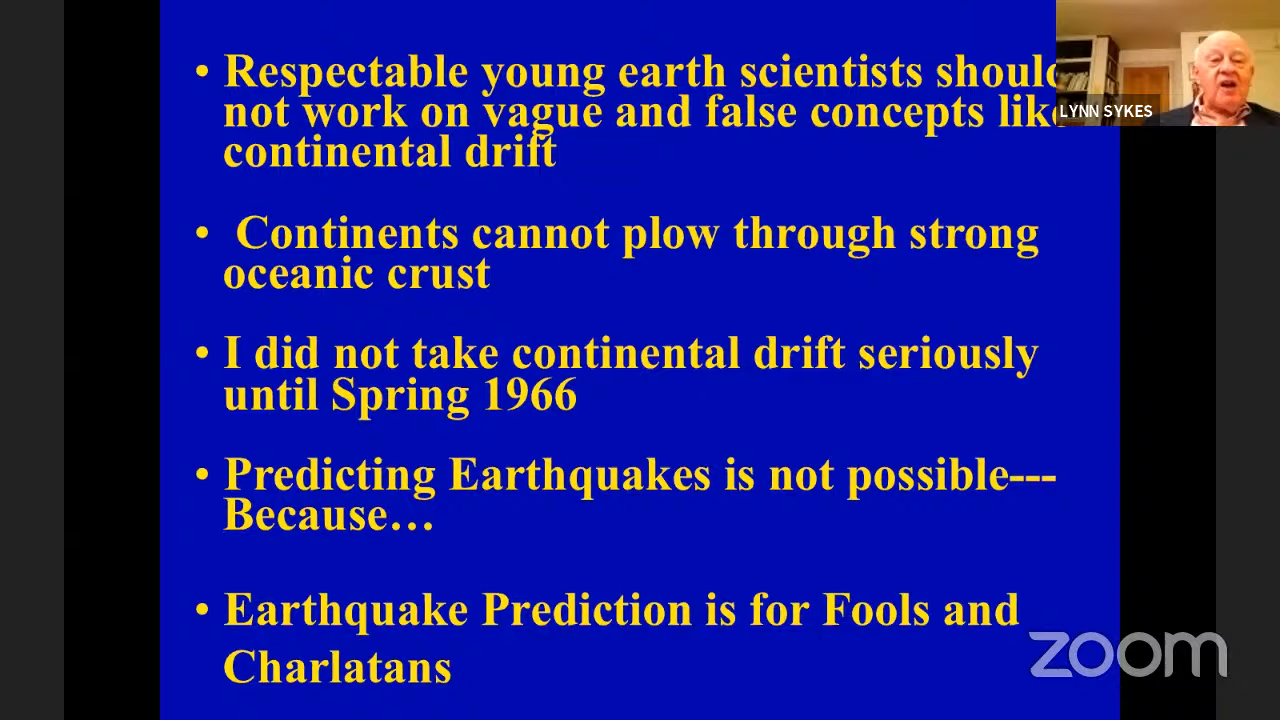 • Respectable young earth scientists should
not work on vague and false concepts like
continental drift
• Continents cannot plow through strong
oceanic crust
• I did not take continental drift seriously
until Spring 1966
• Predicting Earthquakes is not possible---
Because…
• Earthquake Prediction is for Fools and
Charlatans
LYNN SYKES
zoom